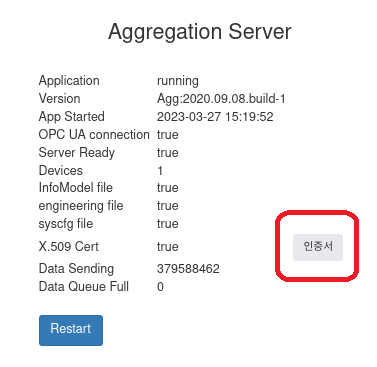 Aggregation Server
Application running
Version Agg:2020.09.08.build-1
App Started 2023-03-27 15:19:52
OPC UA connection true
Server Ready true
Devices 1
InfoModel file true
engineering file true
syscfg file true
X.509 Cert true 인증서
Data Sending 379588462
Data Queue Full 0
Restart